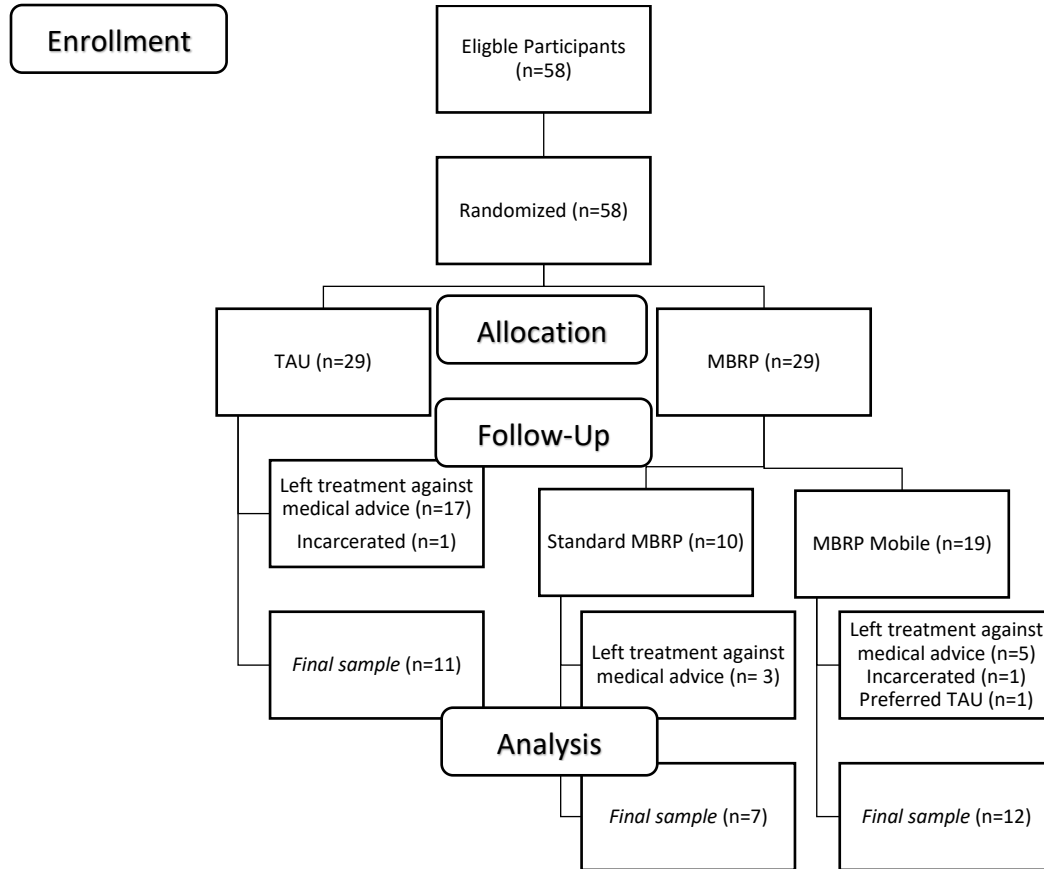 Enrollment
Eligble Participants
(n=58)
Randomized (n=58)
Allocation
TAU (n=29)
MBRP (n=29)
Follow-Up
Left treatment against
medical advice (n=17)
Incarcerated (n=1)
Standard MBRP (n=10)
MBRP Mobile (n=19)
Final sample (n=11)
Left treatment against
medical advice (n= 3)
Left treatment against
medical advice (n=5)
Incarcerated (n=1)
Preferred TAU (n=1)
Analysis
Final sample (n=7)
Final sample (n=12)